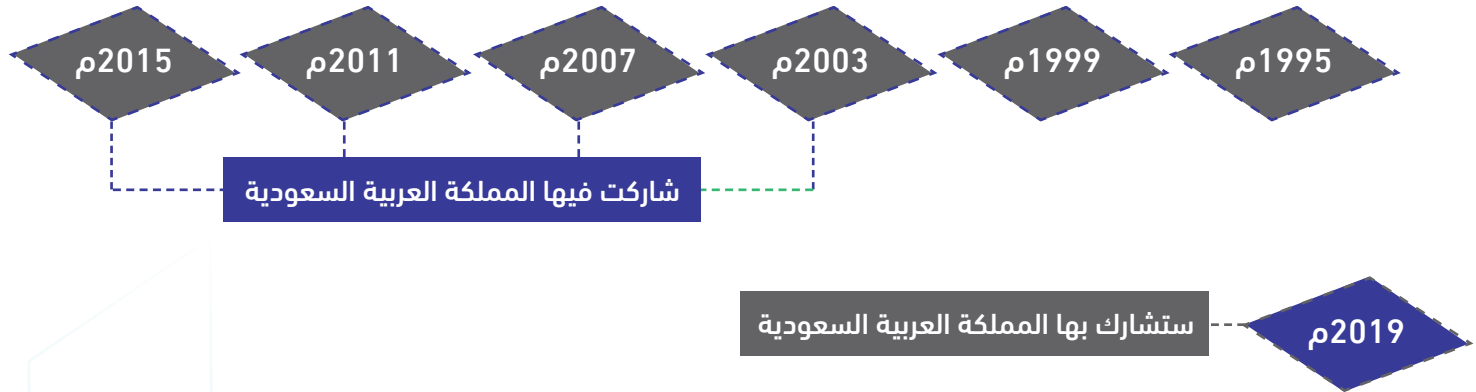 1995م
1999م
2003م
2007م
2011م
2015م
شاركت فيها المملكة العربية السعودية
2019م
ستشارك بها المملكة العربية السعودية